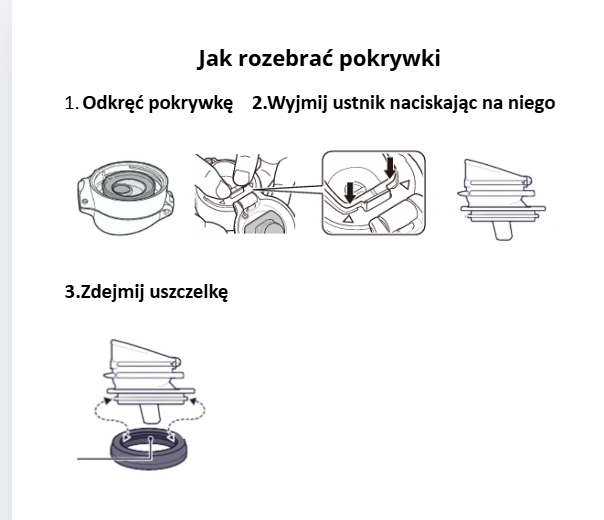 Jak rozebrać pokrywki
1. Odkręć pokrywkę 2.Wyjmij ustnik naciskając na niego
3.Zdejmij uszczelkę